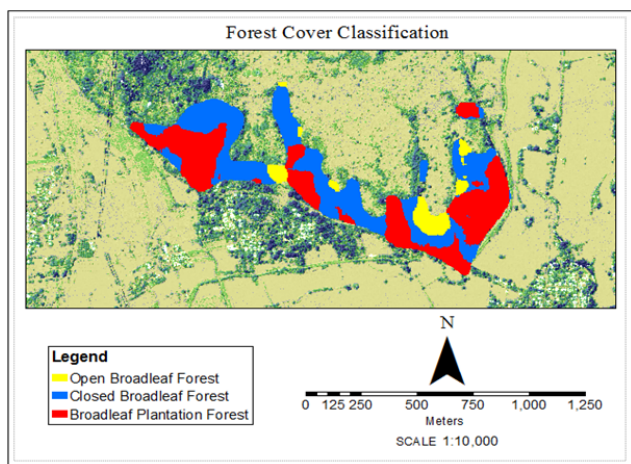 Forest Cover Classification
N
Legend
Open Broadleaf Forest
Closed Broadleaf Forest
Broadleaf Plantation Forest
0 125 250 500 750 1,000 1,250
Meters
SCALE 1:10,000